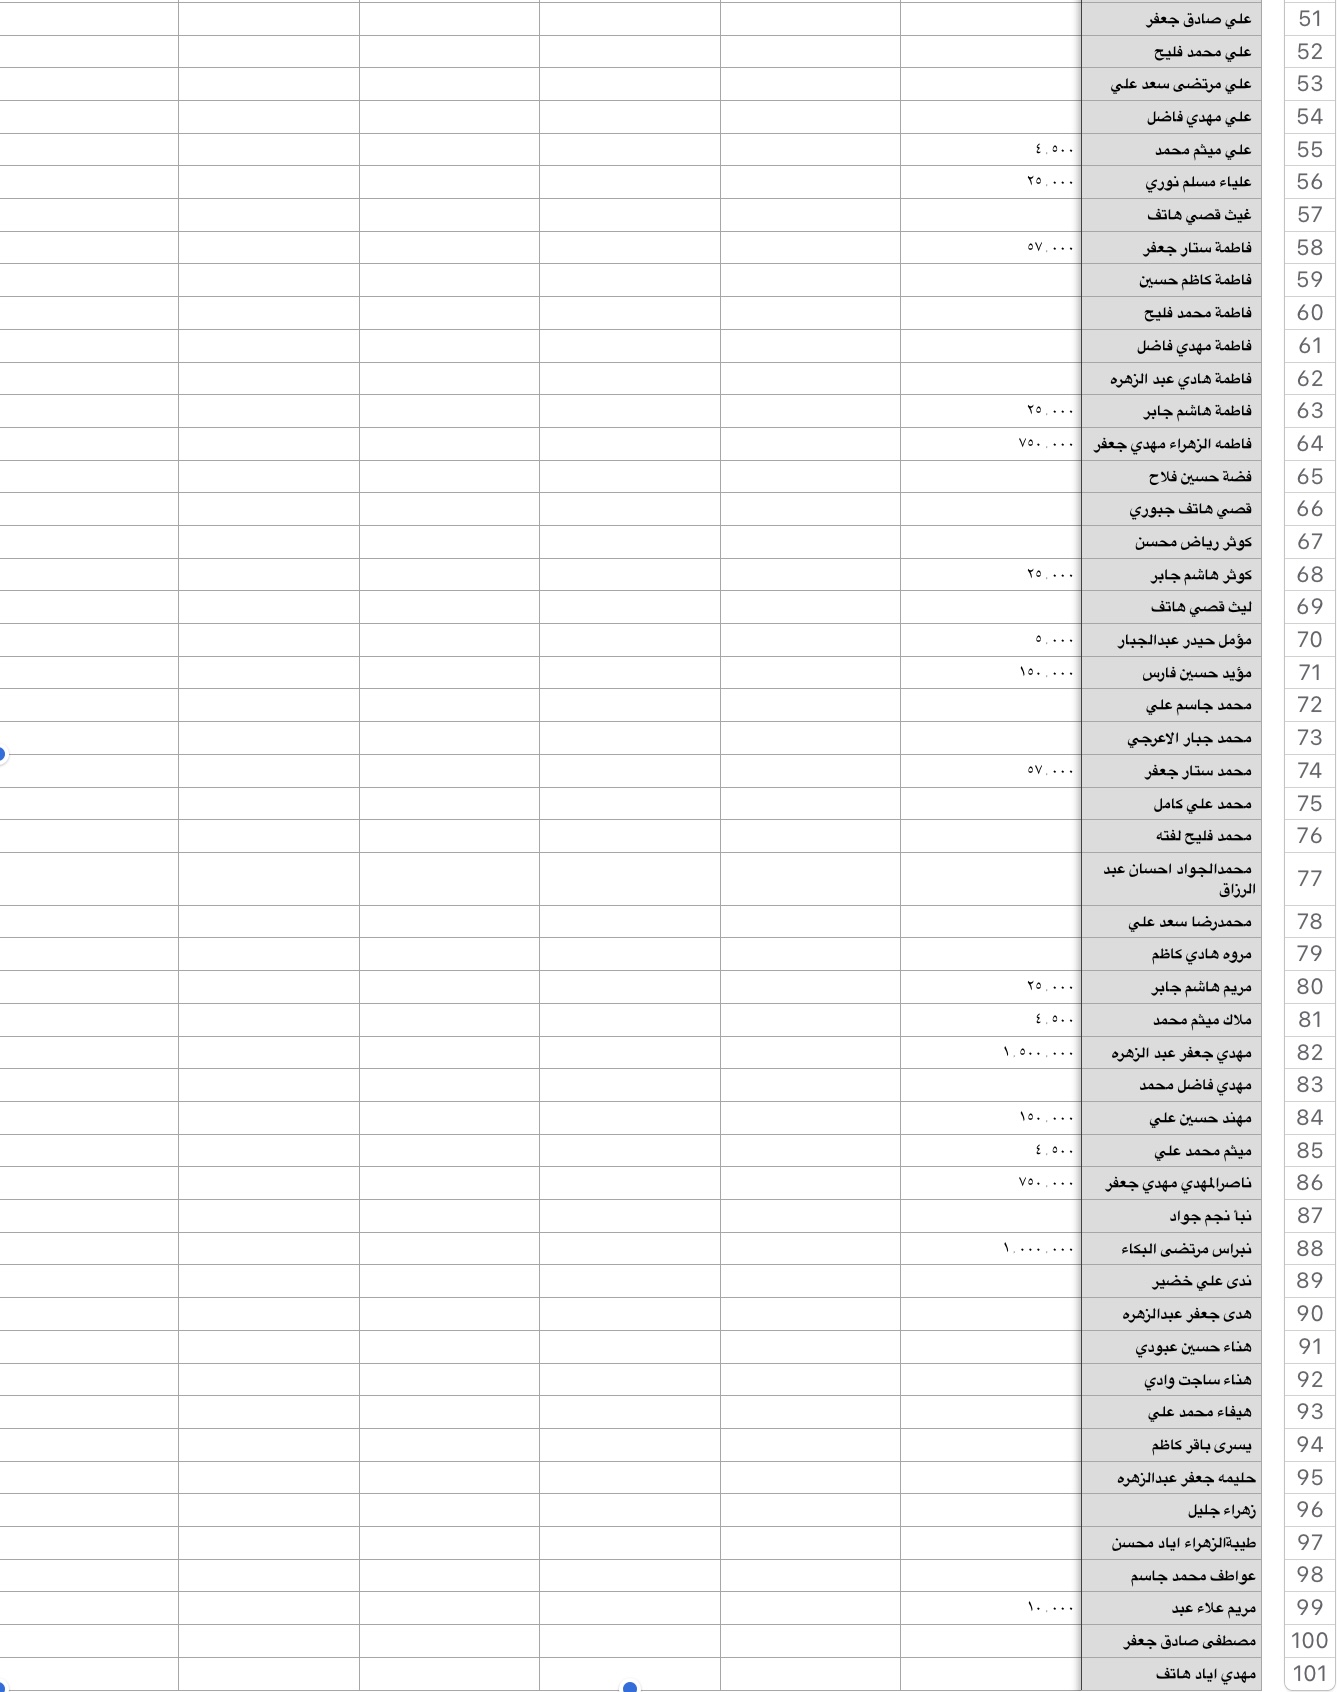 51 علي صادق جعفر
52 علي محمد فليح
53 علي مرتضى سعد علي
54 علي مهدي فاضل
55 علي ميثم محمد ٤٬٥٠٠
56 علياء مسلم نوري ٢٥٬٠٠٠
57 غيث قصي هاتف
58 فاطمة ستار جعفر ٥٧٬٠٠٠
59 فاطمة كاظم حسين
60 فاطمة محمد فليح
61 فاطمة مهدي فاضل
62 فاطمة هادي عبد الزهره
63 فاطمة هاشم جابر ٢٥٬٠٠٠
64 فاطمه الزهراء مهدي جعفر ٧٥٠٬٠٠٠
65 فضة حسين فلاح
66 قصي هاتف جبوري
67 كوثر رياض محسن
68 كوثر هاشم جابر ٢٥٬٠٠٠
69 ليث قصي هاتف
70 مؤمل حيدر عبدالجبار ٥٬٠٠٠
71 مؤيد حسين فارس ١٥٠٬٠٠٠
72 محمد جاسم علي
73 محمد جبار الاعرجي
74 محمد ستار جعفر ٥٧٬٠٠٠
75 محمد علي كامل
76 محمد فليح لفته
77 محمدالجواد احسان عبد
الرزاق
78 محمدرضا سعد علي
79 مروه هادي كاظم
80 مريم هاشم جابر ٢٥٬٠٠٠
81 ملاك ميثم محمد ٤٬٥٠٠
82 مهدي جعفر عبد الزهره ١٬٥٠٠٬٠٠٠
83 مهدي فاضل محمد
84 مهند حسين علي ١٥٠٬٠٠٠
85 ميثم محمد علي ٤٬٥٠٠
86 ناصرالمهدي مهدي جعفر ٧٥٠٬٠٠٠
87 نبأ نجم جواد
88 نبراس مرتضى البكاء ١٬٠٠٠٬٠٠٠
89 ندى علي خضير
90 هدى جعفر عبدالزهره
91 هناء حسين عبودي
92 هناء ساجت وادي
93 هيفاء محمد علي
94 يسرى باقر كاظم
95 حليمه جعفر عبدالزهره
96 زهراء جليل
97 طيبةالزهراء اياد محسن
98 عواطف محمد جاسم
99 مريم علاء عبد ١٠٬٠٠٠
100 مصطفى صادق جعفر
101 مهدي اياد هاتف